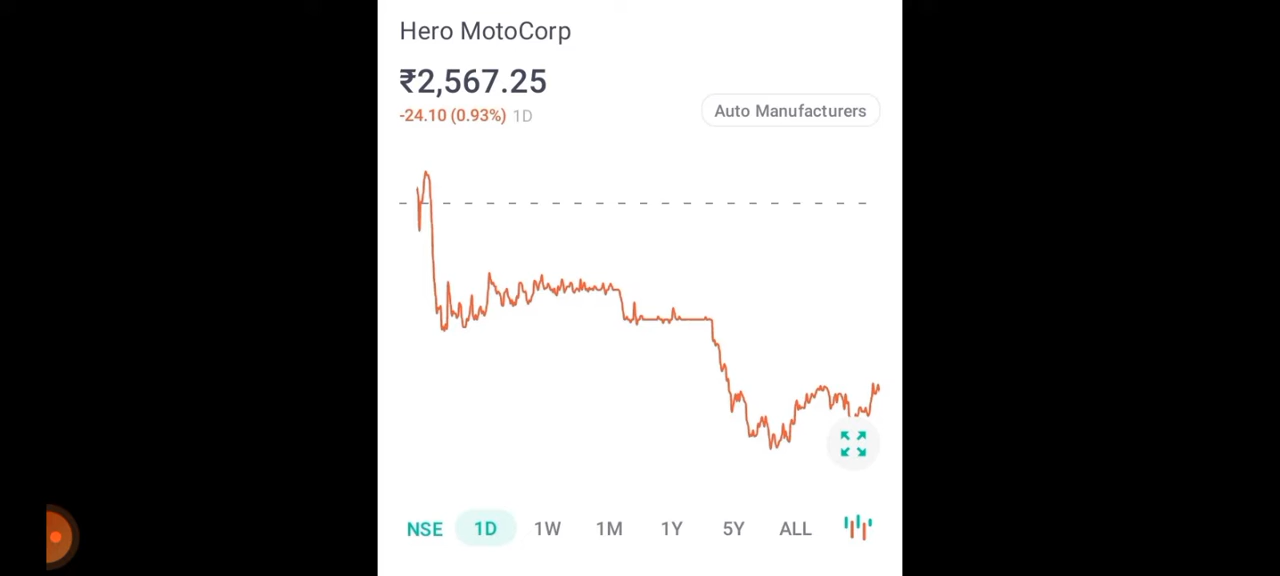 Hero MotoCorp
₹2,567.25
-24.10 (0.93%) 1D
Auto Manufacturers
NSE 1D 1W 1M 1Y 5Y ALL